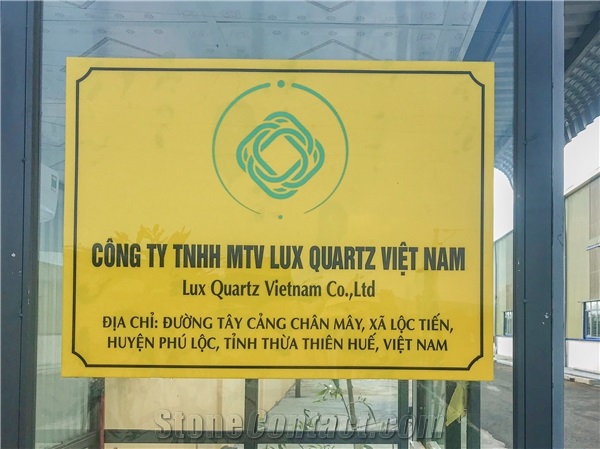 CÔNG TY TNHH MTV LUX QUARTZ VIỆT NAM
Lux Quartz Vietnam Co.,Ltd
ĐỊA CHỈ: ĐƯỜNG TÂY CẢNG CHÂN MÂY, XÃ LỘC TIẾN,
HUYỆN PHÚ LỘC, TỈNH THỪA THIÊN HUẾ, VIỆT NAM
StoneContact.com